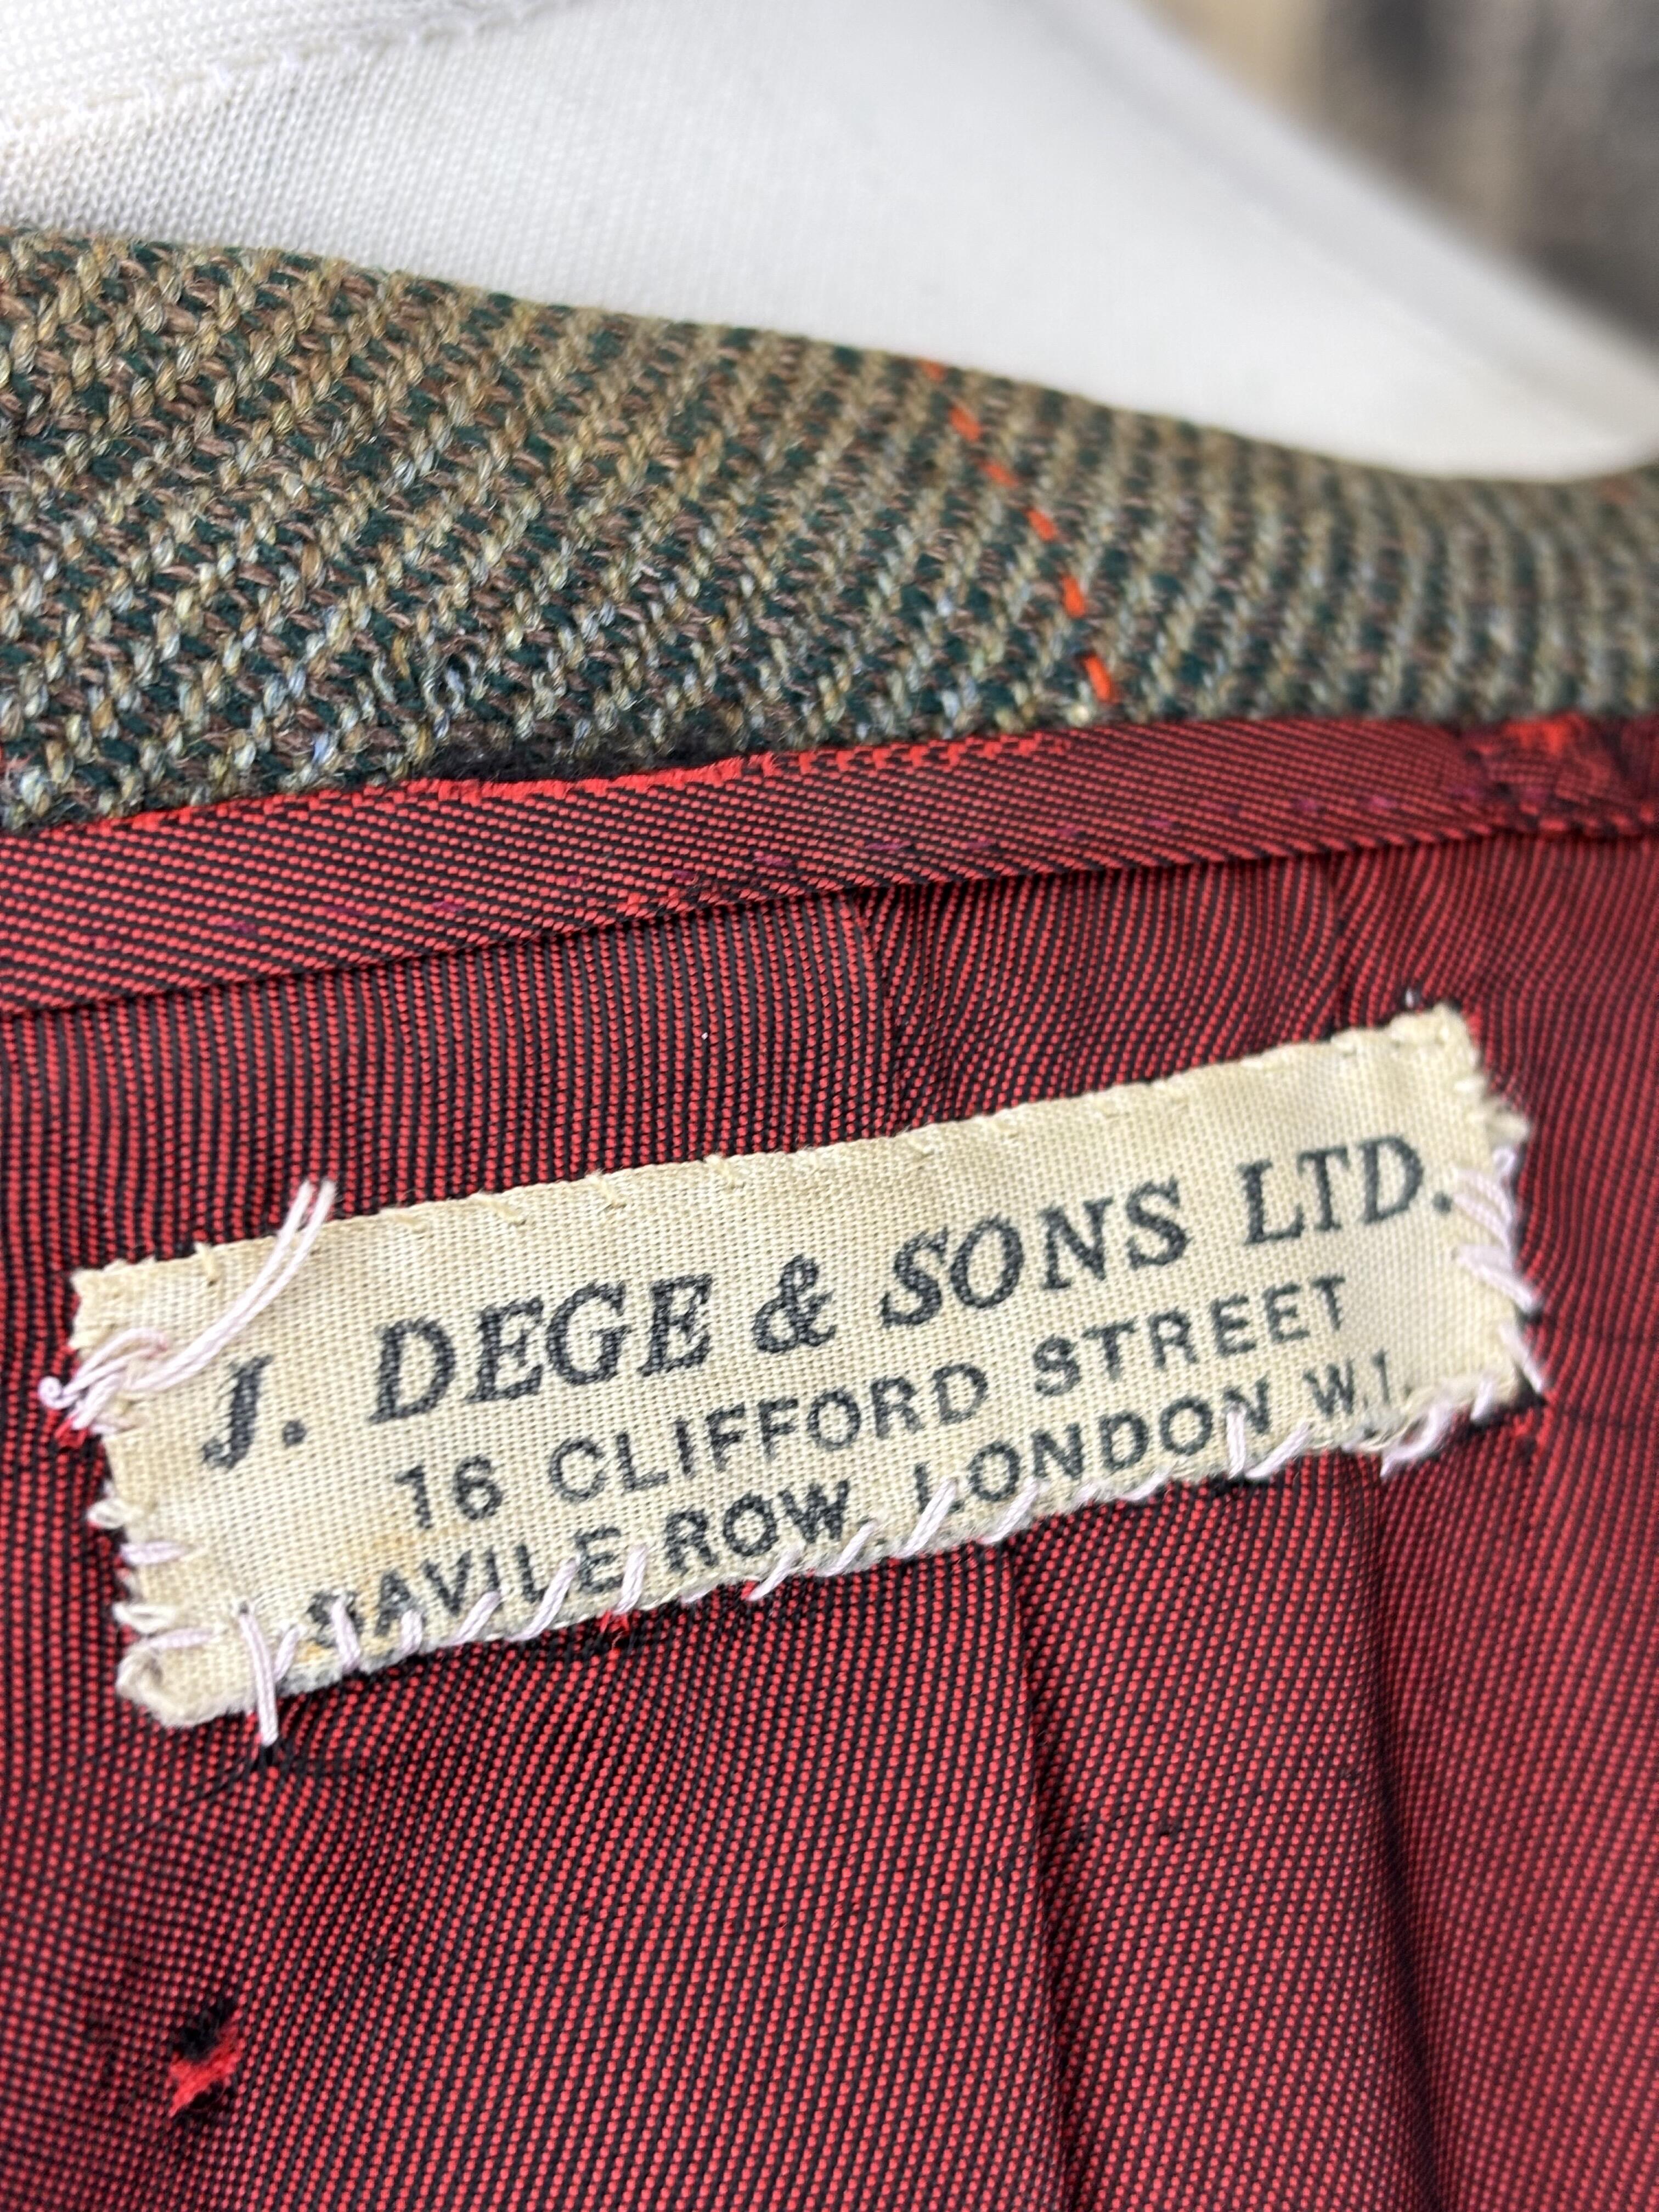 J. DEGE & SONS LTD.
16 CLIFFORD STREET
SAVILE ROW, LONDON W.1